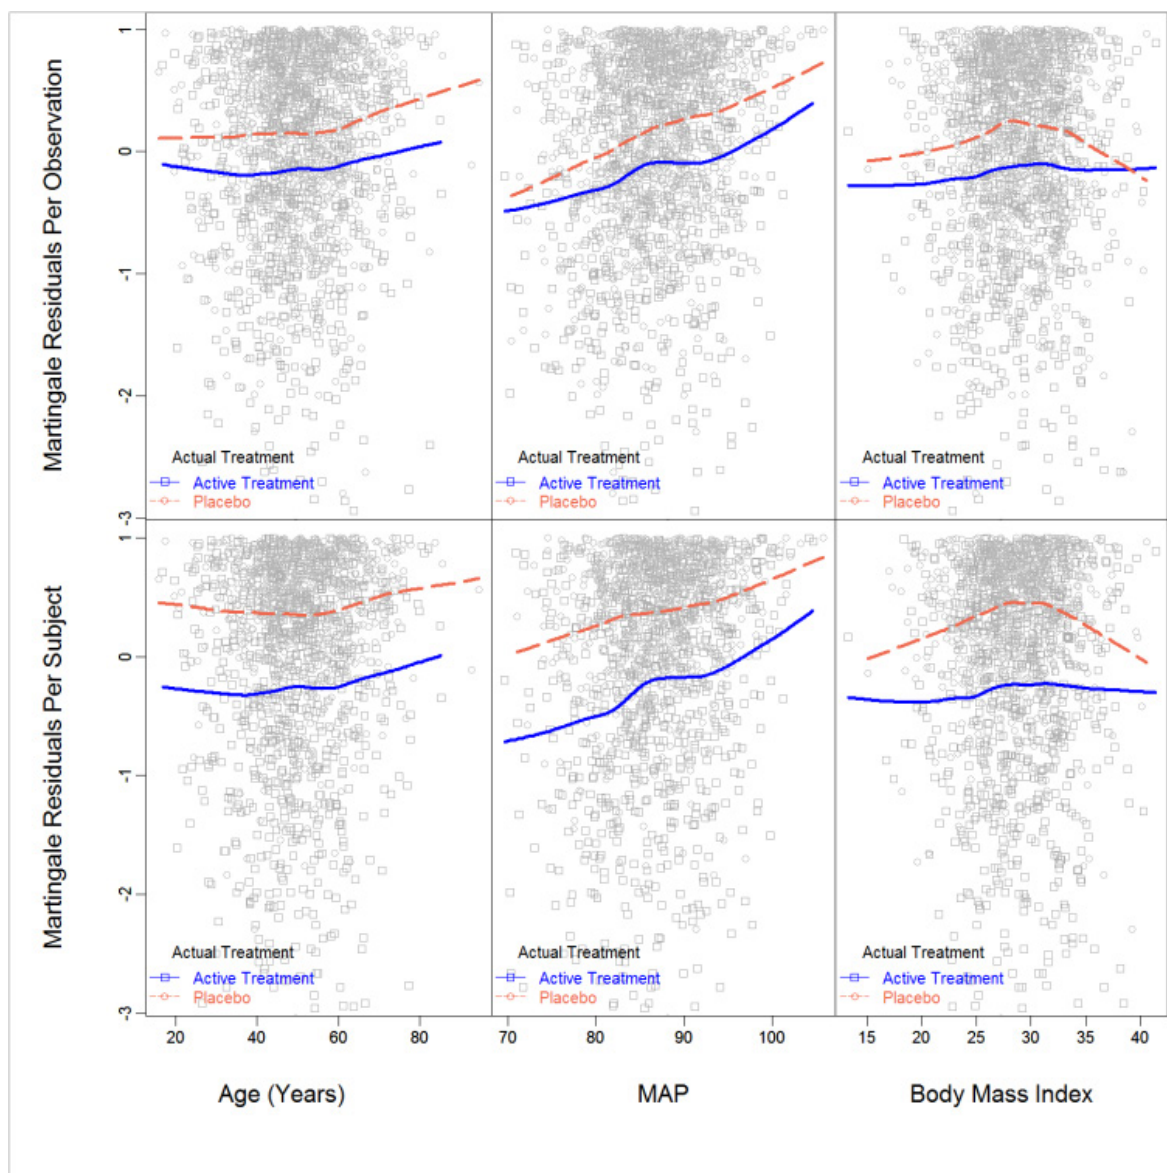 Martingale Residuals Per Observation
1
0
-1
-2
-3
Actual Treatment
Active Treatment
Placebo
Actual Treatment
Active Treatment
Placebo
Actual Treatment
Active Treatment
Placebo
Martingale Residuals Per Subject
1
0
-1
-2
-3
Actual Treatment
Active Treatment
Placebo
Actual Treatment
Active Treatment
Placebo
Actual Treatment
Active Treatment
Placebo
20 40 60 80
70 80 90 100
15 20 25 30 35 40
Age (Years)
MAP
Body Mass Index